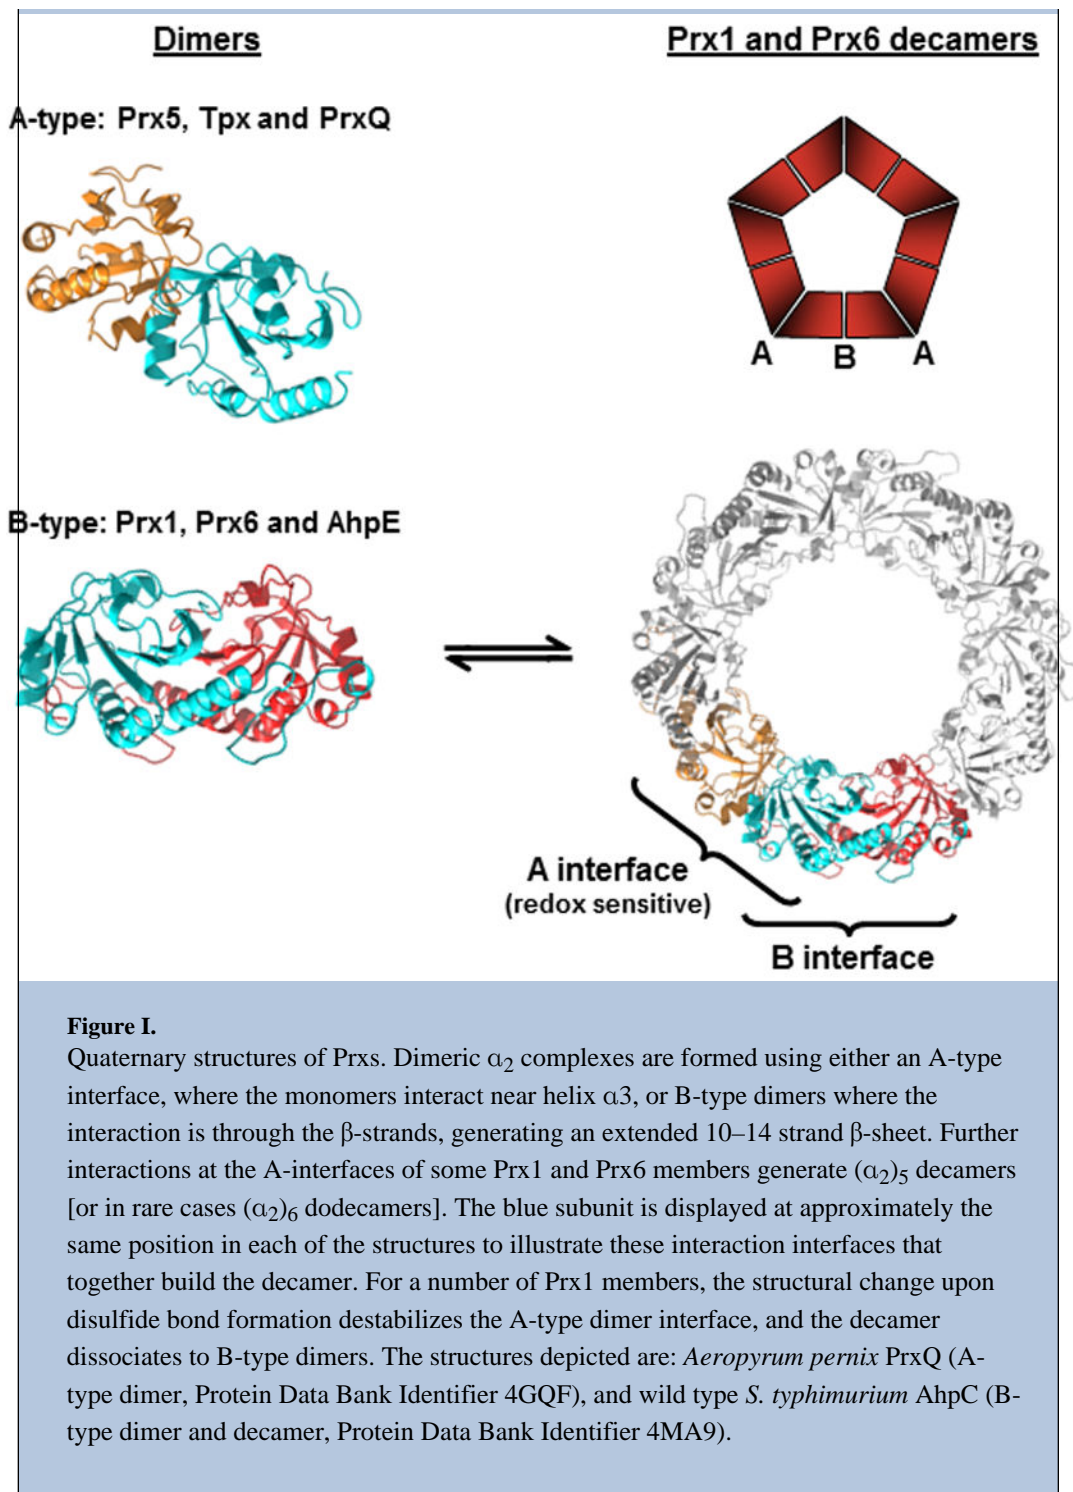 Dimers
Prx1 and Prx6 decamers
A-type: Prx5, Tpx and PrxQ
A
B
A
B-type: Prx1, Prx6 and AhpE
A interface
(redox sensitive)
B interface
Figure I.
Quaternary structures of Prxs. Dimeric α2 complexes are formed using either an A-type
interface, where the monomers interact near helix α3, or B-type dimers where the
interaction is through the β-strands, generating an extended 10–14 strand β-sheet. Further
interactions at the A-interfaces of some Prx1 and Prx6 members generate (α2)5 decamers
[or in rare cases (α2)6 dodecamers]. The blue subunit is displayed at approximately the
same position in each of the structures to illustrate these interaction interfaces that
together build the decamer. For a number of Prx1 members, the structural change upon
disulfide bond formation destabilizes the A-type dimer interface, and the decamer
dissociates to B-type dimers. The structures depicted are: Aeropyrum pernix PrxQ (A-
type dimer, Protein Data Bank Identifier 4GQF), and wild type S. typhimurium AhpC (B-
type dimer and decamer, Protein Data Bank Identifier 4MA9).